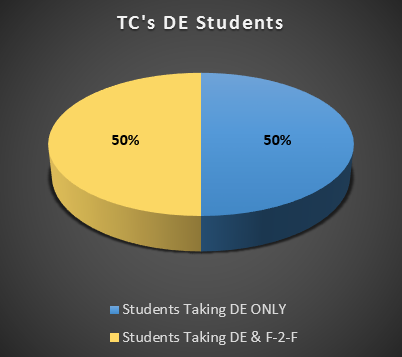 TC's DE Students
50% 50%
Students Taking DE ONLY
Students Taking DE & F-2-F